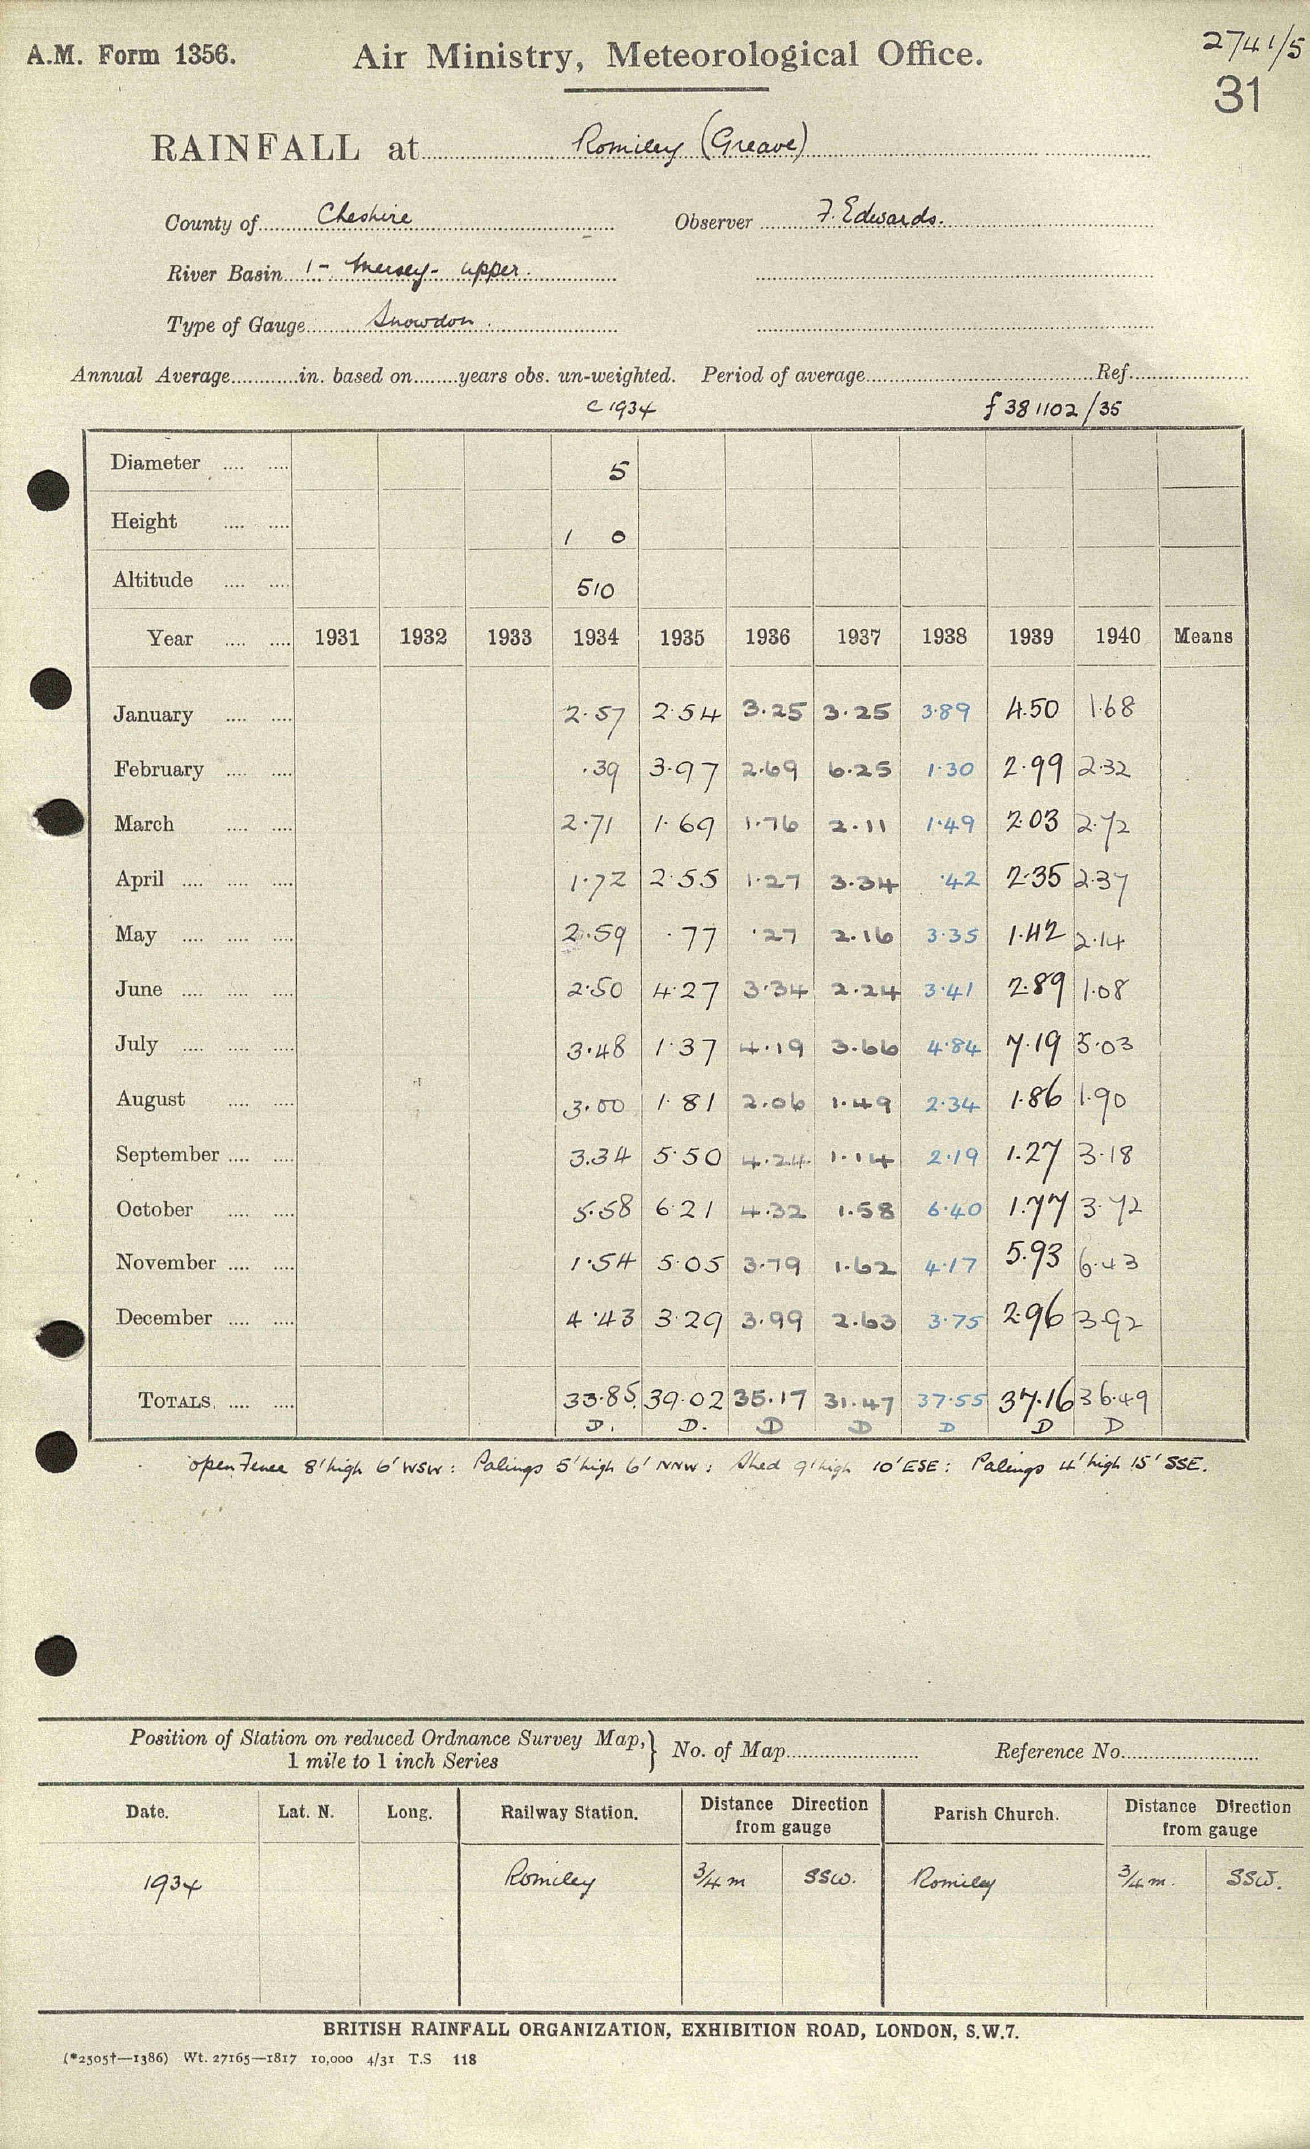 A.M. Form 1356. Air Ministry, Meteorological Office. 2741/5
31
RAINFALL at Romiley (Greave)
County of Cheshire Observer F. Edwards.
River Basin 1 - Mersey - upper.
Type of Gauge Snowdon.
Annual Average in. based on years obs. un-weighted. Period of average Ref.
c 1934 f 381102/35
Diameter 5
Height 1 0
Altitude 510
Year 1931 1932 1933 1934 1935 1936 1937 1938 1939 1940 Means
January 2.57 2.54 3.25 3.25 3.89 4.50 1.68
February .39 3.97 2.69 6.25 1.30 2.99 2.32
March 2.71 1.69 1.76 2.11 1.49 2.03 2.72
April 1.72 2.55 1.27 3.34 .42 2.35 2.37
May 2.59 .77 .27 2.16 3.35 1.42 2.14
June 2.50 4.27 3.34 2.24 3.41 2.89 1.08
July 3.48 1.37 4.19 3.66 4.84 7.19 5.03
August 3.00 1.81 2.06 1.49 2.34 1.86 1.90
September 3.34 5.50 4.24 1.14 2.19 1.27 3.18
October 5.58 6.21 4.32 1.58 6.40 1.77 3.72
November 1.54 5.05 3.79 1.62 4.17 5.93 6.43
December 4.43 3.29 3.99 2.63 3.75 2.96 3.92
TOTALS 33.85 39.02 35.17 31.47 37.55 37.16 36.49
D. D. D D D D D
open Fence 8' high 6' WSW: Palings 5' high 6' NNW: Shed 9' high 10' ESE: Palings 4' high 15' SSE.
Position of Station on reduced Ordnance Survey Map,} No. of Map Reference No.
1 mile to 1 inch Series
Date. Lat. N. Long. Railway Station. Distance Direction from gauge Parish Church. Distance Direction from gauge
1934 Romiley 3/4 m SSW. Romiley 3/4 m. SSW.
BRITISH RAINFALL ORGANIZATION, EXHIBITION ROAD, LONDON, S.W.7.
(*2505†—1386) Wt. 27165—1817 10,000 4/31 T.S 118